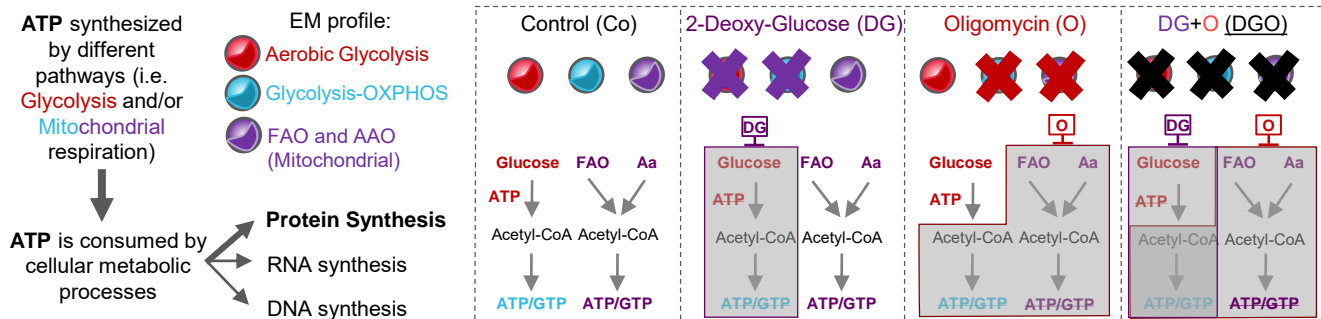 ATP synthesized
by different
pathways (i.e.
Glycolysis and/or
Mitochondrial
respiration)
ATP is consumed by
cellular metabolic
processes
Protein Synthesis
RNA synthesis
DNA synthesis
EM profile:
Aerobic Glycolysis
Glycolysis-OXPHOS
FAO and AAO
(Mitochondrial)
Control (Co)
Glucose FAO Aa
ATP
Acetyl-CoA Acetyl-CoA
ATP/GTP ATP/GTP
2-Deoxy-Glucose (DG)
DG
Glucose FAO Aa
ATP
Acetyl-CoA Acetyl-CoA
ATP/GTP ATP/GTP
Oligomycin (O)
O
Glucose FAO Aa
ATP
Acetyl-CoA Acetyl-CoA
ATP/GTP ATP/GTP
DG+O (DGO)
DG O
Glucose FAO Aa
ATP
Acetyl-CoA Acetyl-CoA
ATP/GTP ATP/GTP